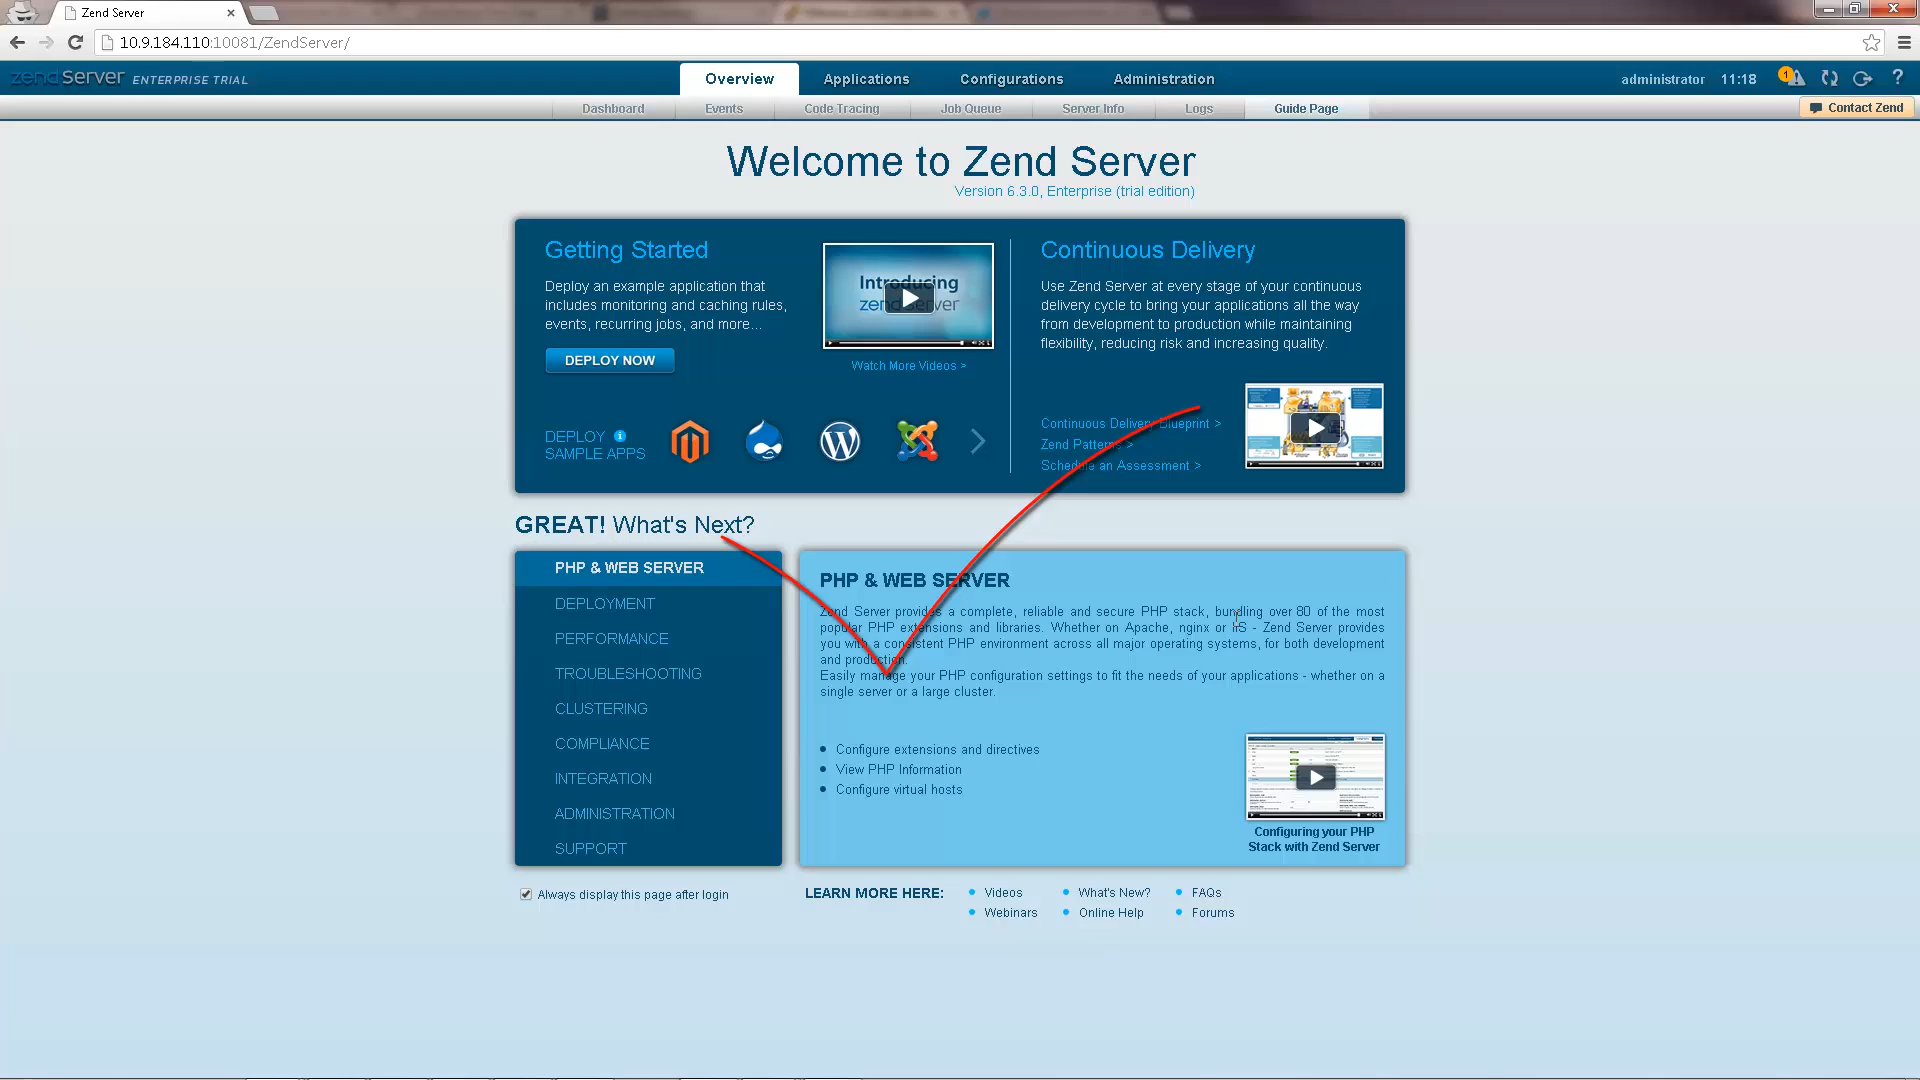 Zend Server
10.9.184.110:10081/ZendServer/
zend Server ENTERPRISE TRIAL
Overview Applications Configurations Administration
administrator 11:18 1 ?
Dashboard Events Code Tracing Job Queue Server Info Logs Guide Page
Contact Zend
Welcome to Zend Server
Version 6.3.0, Enterprise (trial edition)
Getting Started
Deploy an example application that
includes monitoring and caching rules,
events, recurring jobs, and more...
DEPLOY NOW
Introducing
zend server
Watch More Videos >
DEPLOY i
SAMPLE APPS
Continuous Delivery
Use Zend Server at every stage of your continuous
delivery cycle to bring your applications all the way
from development to production while maintaining
flexibility, reducing risk and increasing quality.
Continuous Delivery Blueprint >
Zend Patterns >
Schedule an Assessment >
GREAT! What's Next?
PHP & WEB SERVER
DEPLOYMENT
PERFORMANCE
TROUBLESHOOTING
CLUSTERING
COMPLIANCE
INTEGRATION
ADMINISTRATION
SUPPORT
PHP & WEB SERVER
Zend Server provides a complete, reliable and secure PHP stack, bundling over 80 of the most
popular PHP extensions and libraries. Whether on Apache, nginx or IIS - Zend Server provides
you with a consistent PHP environment across all major operating systems, for both development
and production.
Easily manage your PHP configuration settings to fit the needs of your applications - whether on a
single server or a large cluster.
Configure extensions and directives
View PHP Information
Configure virtual hosts
Configuring your PHP
Stack with Zend Server
Always display this page after login
LEARN MORE HERE: Videos What's New? FAQs
Webinars Online Help Forums